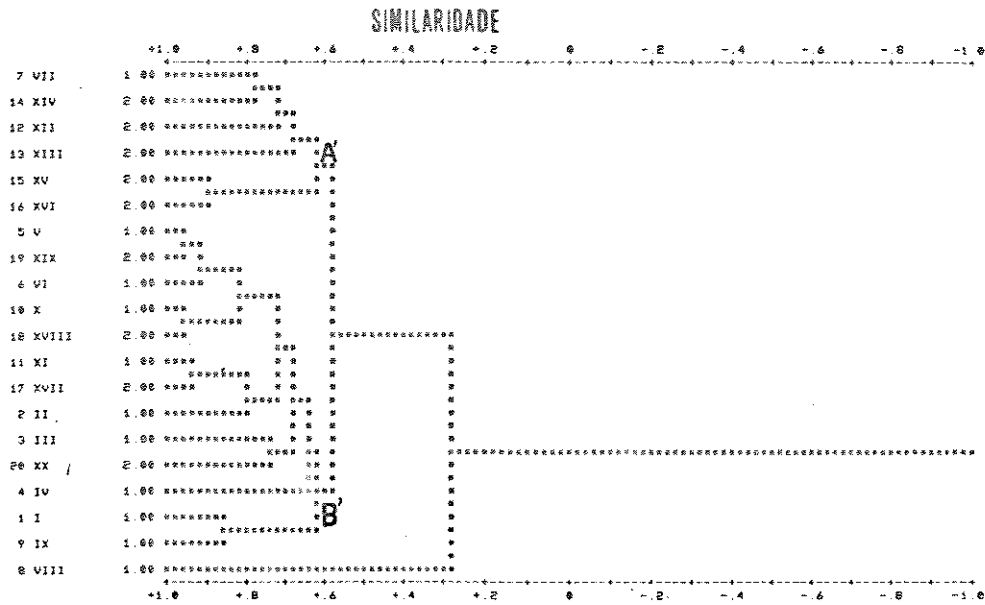 SIMILARIDADE
+1.0 +.8 +.6 +.4 +.2 0 -.2 -.4 -.6 -.8 -1.0
7 VII 1.00
14 XIV 2.00
12 XII 2.00
A'
13 XIII 2.00
15 XV 2.00
16 XVI 2.00
5 V 1.00
19 XIX 2.00
6 VI 1.00
10 X 1.00
18 XVIII 2.00
11 XI 1.00
17 XVII 2.00
2 II 1.00
3 III 1.00
20 XX 2.00
4 IV 1.00
1 I 1.00 B'
9 IX 1.00
8 VIII 1.00
+1.0 +.8 +.6 +.4 +.2 0 -.2 -.4 -.6 -.8 -1.0